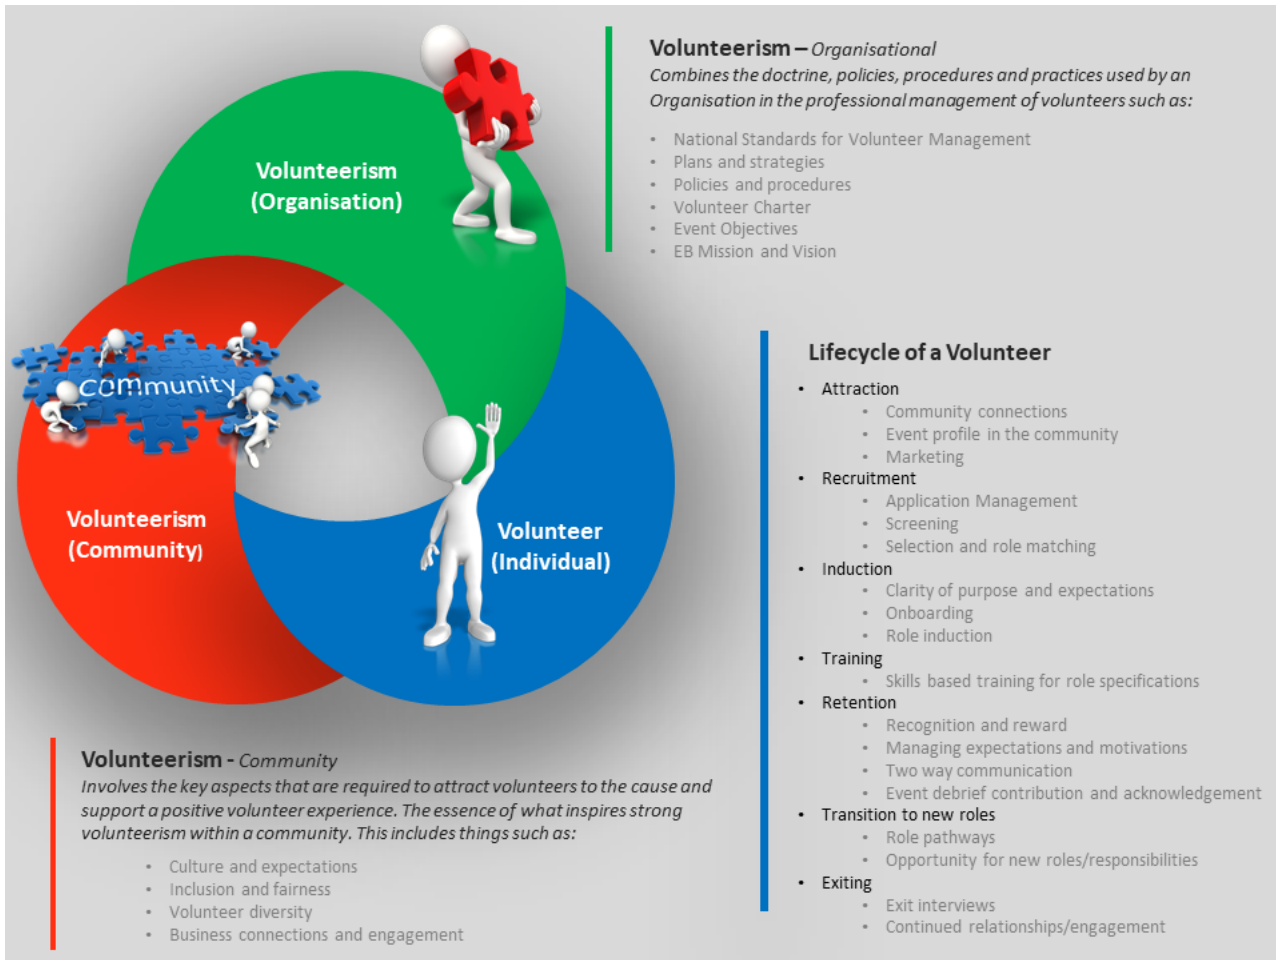 Volunteerism
(Organisation)
community
Volunteerism
(Community)
Volunteer
(Individual)
Volunteerism – Organisational
Combines the doctrine, policies, procedures and practices used by an
Organisation in the professional management of volunteers such as:
• National Standards for Volunteer Management
• Plans and strategies
• Policies and procedures
• Volunteer Charter
• Event Objectives
• EB Mission and Vision
Lifecycle of a Volunteer
• Attraction
• Community connections
• Event profile in the community
• Marketing
• Recruitment
• Application Management
• Screening
• Selection and role matching
• Induction
• Clarity of purpose and expectations
• Onboarding
• Role induction
• Training
• Skills based training for role specifications
• Retention
• Recognition and reward
• Managing expectations and motivations
• Two way communication
• Event debrief contribution and acknowledgement
• Transition to new roles
• Role pathways
• Opportunity for new roles/responsibilities
• Exiting
• Exit interviews
• Continued relationships/engagement
Volunteerism - Community
Involves the key aspects that are required to attract volunteers to the cause and
support a positive volunteer experience. The essence of what inspires strong
volunteerism within a community. This includes things such as:
• Culture and expectations
• Inclusion and fairness
• Volunteer diversity
• Business connections and engagement